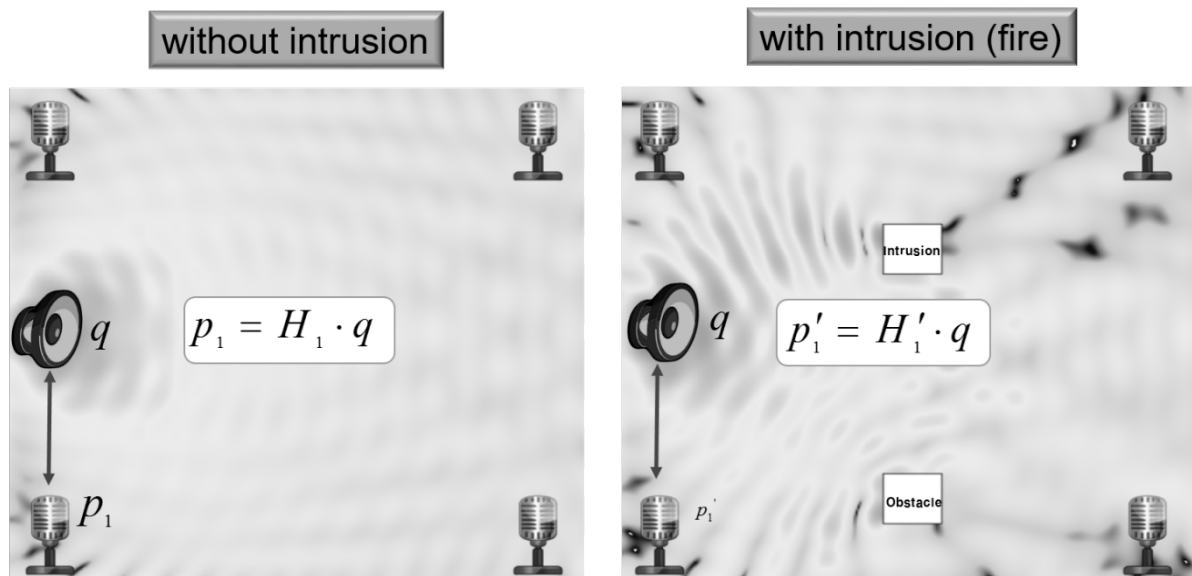 without intrusion
with intrusion (fire)
q
p₁ = H₁ · q
p₁
Intrusion
q
p₁′ = H₁′ · q
Obstacle
p₁′